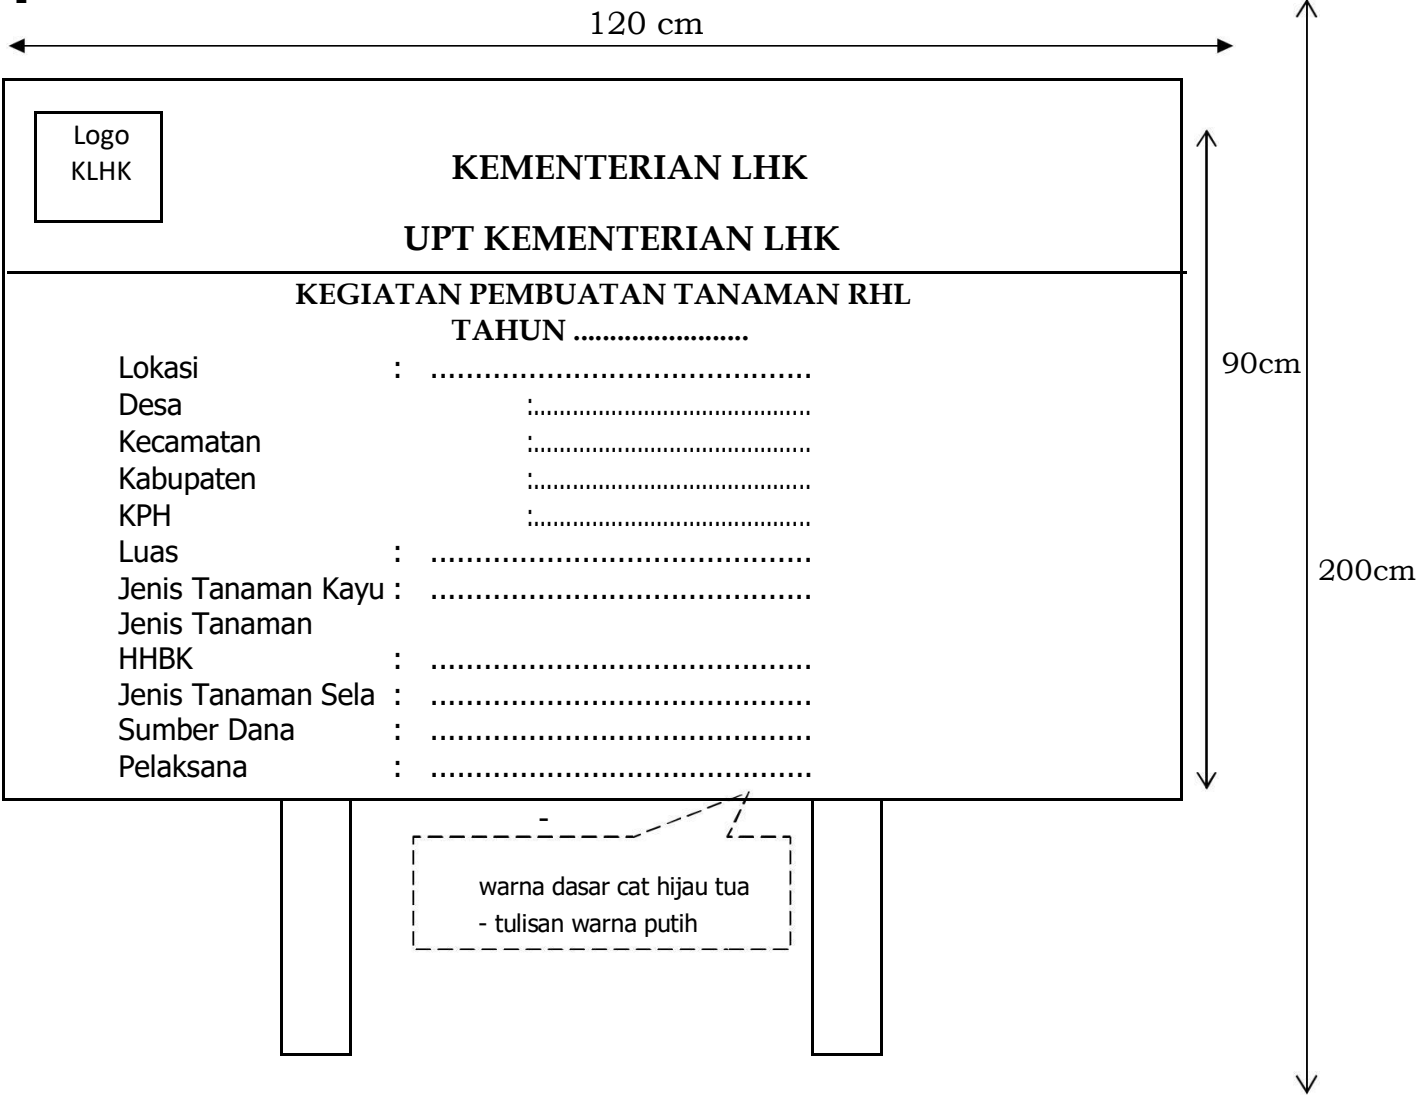 120 cm
Logo
KLHK
KEMENTERIAN LHK
UPT KEMENTERIAN LHK
KEGIATAN PEMBUATAN TANAMAN RHL
TAHUN ........................
Lokasi : ...........................................
Desa :...........................................
Kecamatan :...........................................
Kabupaten :...........................................
KPH :...........................................
Luas : ...........................................
Jenis Tanaman Kayu : ...........................................
Jenis Tanaman
HHBK : ...........................................
Jenis Tanaman Sela : ...........................................
Sumber Dana : ...........................................
Pelaksana : ...........................................
90cm
200cm
-
warna dasar cat hijau tua
- tulisan warna putih